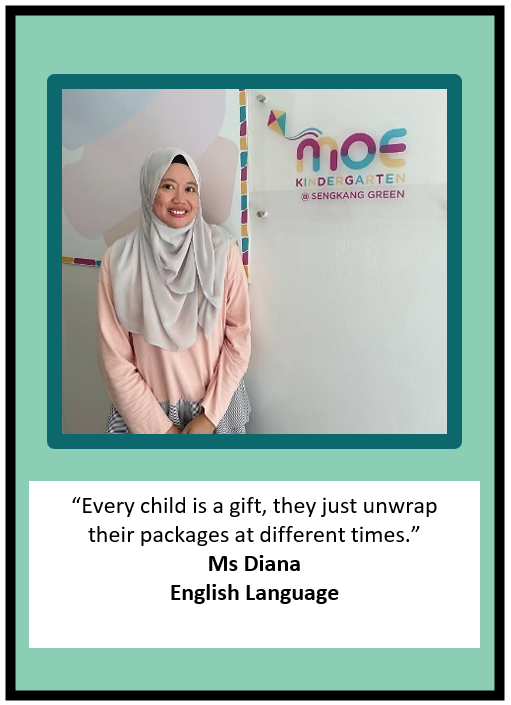 moe
KINDERGARTEN
@ SENGKANG GREEN
“Every child is a gift, they just unwrap
their packages at different times.”
Ms Diana
English Language